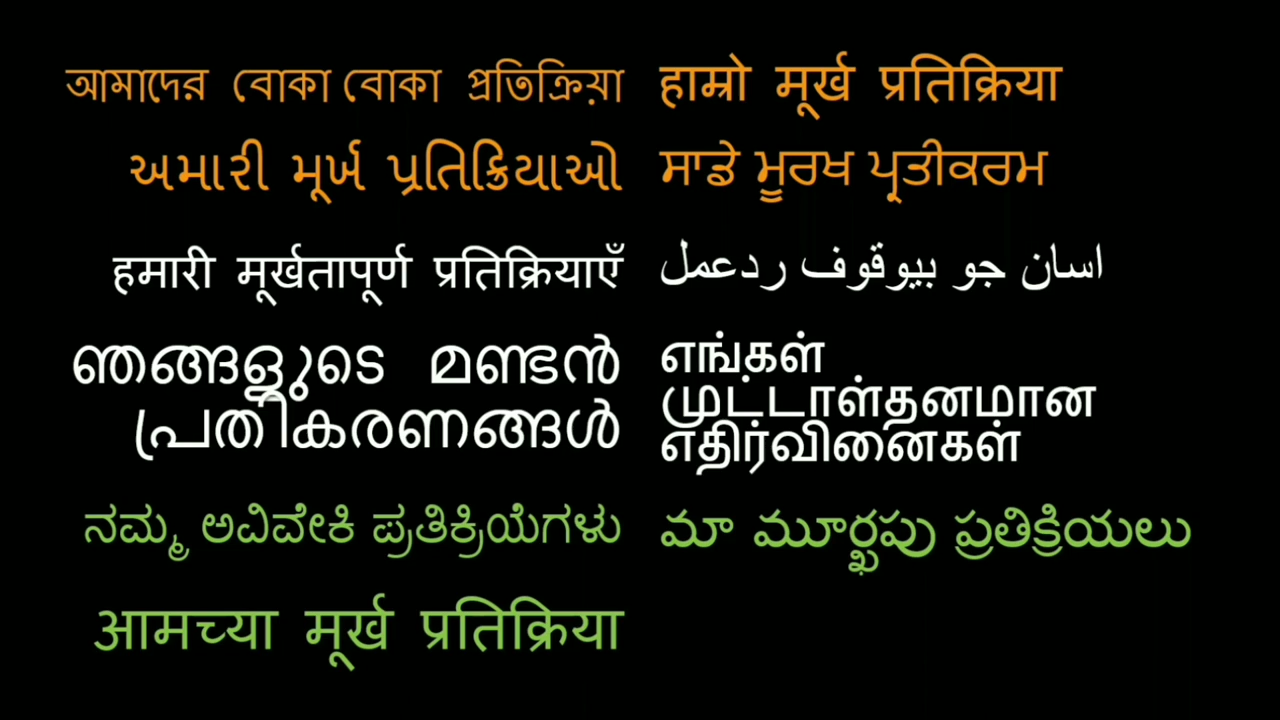 আমাদের বোকা বোকা প্রতিক্রিয়া
हाम्रो मूर्ख प्रतिक्रिया
અમારી મૂર્ખ પ્રતિક્રિયાઓ
ਸਾਡੇ ਮੂਰਖ ਪ੍ਰਤੀਕਰਮ
हमारी मूर्खतापूर्ण प्रतिक्रियाएँ
اسان جو بيوقوف ردعمل
ഞങ്ങളുടെ മണ്ടൻ
പ്രതികരണങ്ങൾ
எங்கள்
முட்டாள்தனமான
எதிர்வினைகள்
ನಮ್ಮ ಅವಿವೇಕಿ ಪ್ರತಿಕ್ರಿಯೆಗಳು
మా మూర్ఖపు ప్రతిక్రియలు
आमच्या मूर्ख प्रतिक्रिया